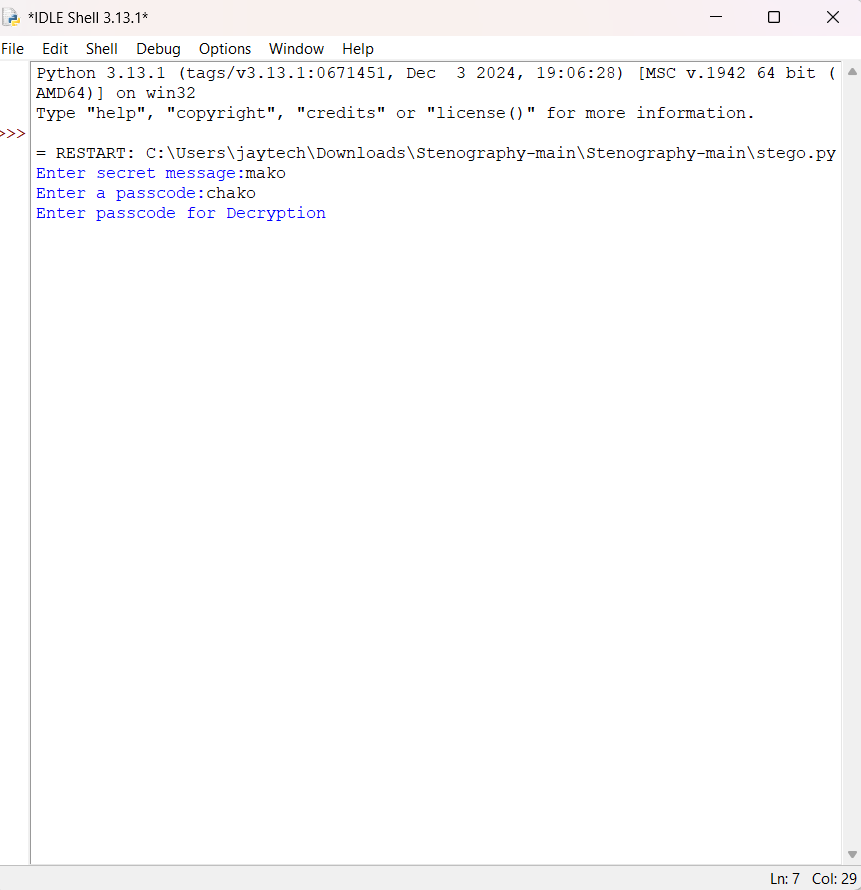 *IDLE Shell 3.13.1*
File Edit Shell Debug Options Window Help
Python 3.13.1 (tags/v3.13.1:0671451, Dec  3 2024, 19:06:28) [MSC v.1942 64 bit (
AMD64)] on win32
Type "help", "copyright", "credits" or "license()" for more information.
>>>
= RESTART: C:\Users\jaytech\Downloads\Stenography-main\Stenography-main\stego.py
Enter secret message:mako
Enter a passcode:chako
Enter passcode for Decryption
Ln: 7 Col: 29